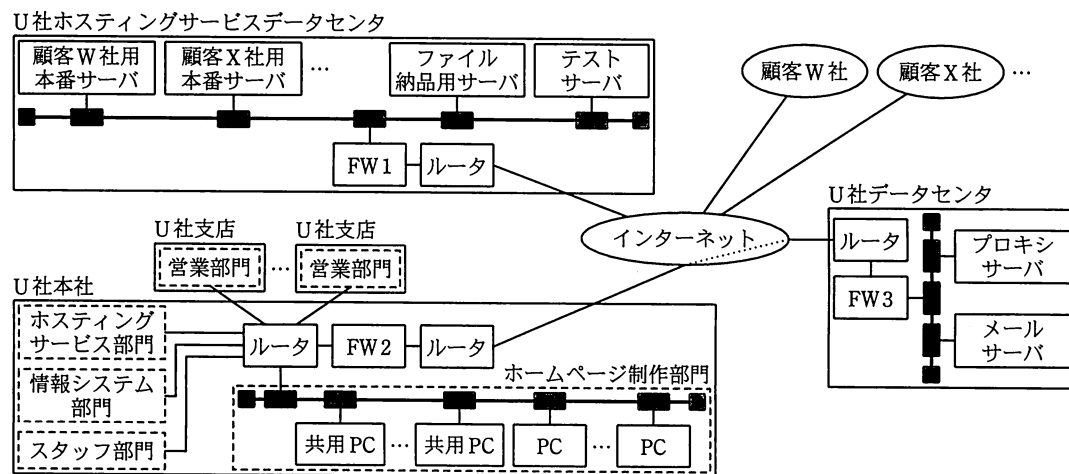 U社ホスティングサービスデータセンタ
顧客W社用
本番サーバ
顧客X社用
本番サーバ
…
ファイル
納品用サーバ
テスト
サーバ
FW1
ルータ
顧客W社
顧客X社
…
インターネット
U社データセンタ
ルータ
FW3
プロキシ
サーバ
メール
サーバ
U社支店
営業部門
…
U社支店
営業部門
U社本社
ホスティング
サービス部門
情報システム
部門
スタッフ部門
ルータ
FW2
ルータ
ホームページ制作部門
共用PC
…
共用PC
PC
…
PC